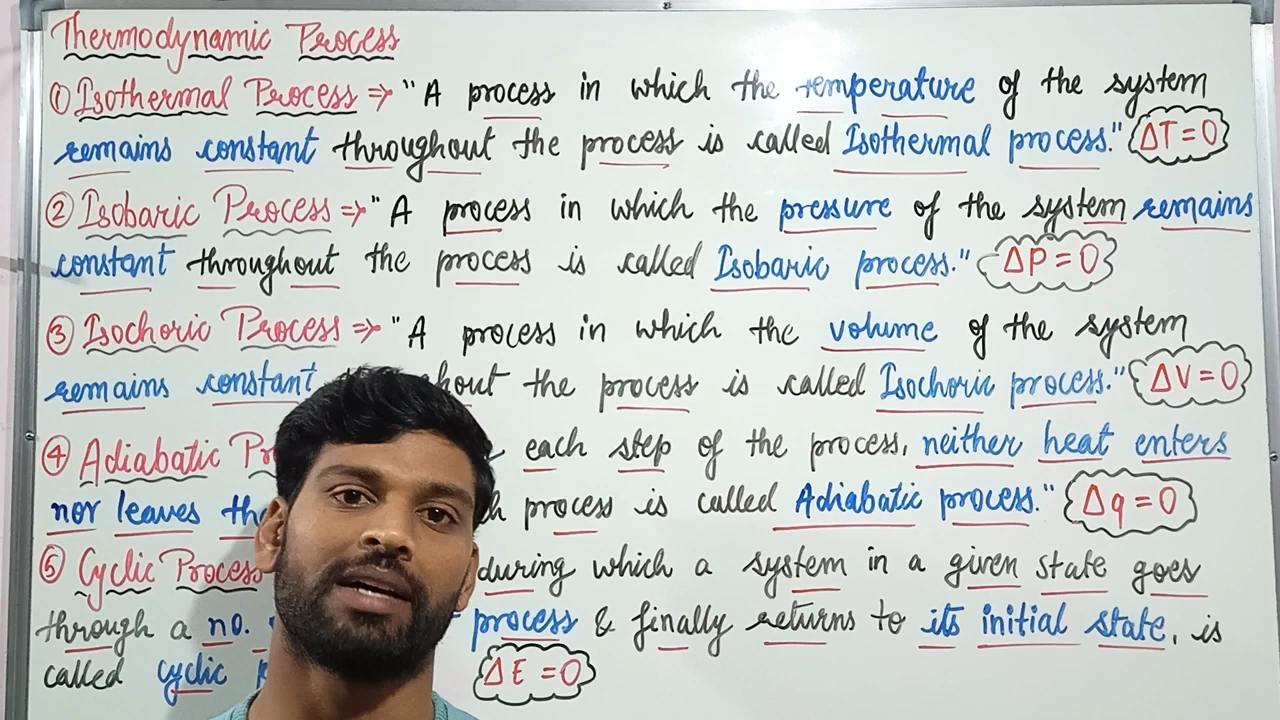 Thermodynamic Process
① Isothermal Process ⇒ "A process in which the temperature of the system
remains constant throughout the process is called Isothermal process." ΔT=0
② Isobaric Process ⇒ "A process in which the pressure of the system remains
constant throughout the process is called Isobaric process." ΔP=0
③ Isochoric Process ⇒ "A process in which the volume of the system
remains constant the process is called Isochoric process." ΔV=0
④ Adiabatic each step of the process, neither heat enters
nor leaves process is called Adiabatic process." Δq=0
⑤ Cyclic Process during which a system in a given state goes
through a no. process & finally returns to its initial state, is
called cyclic ΔE=0